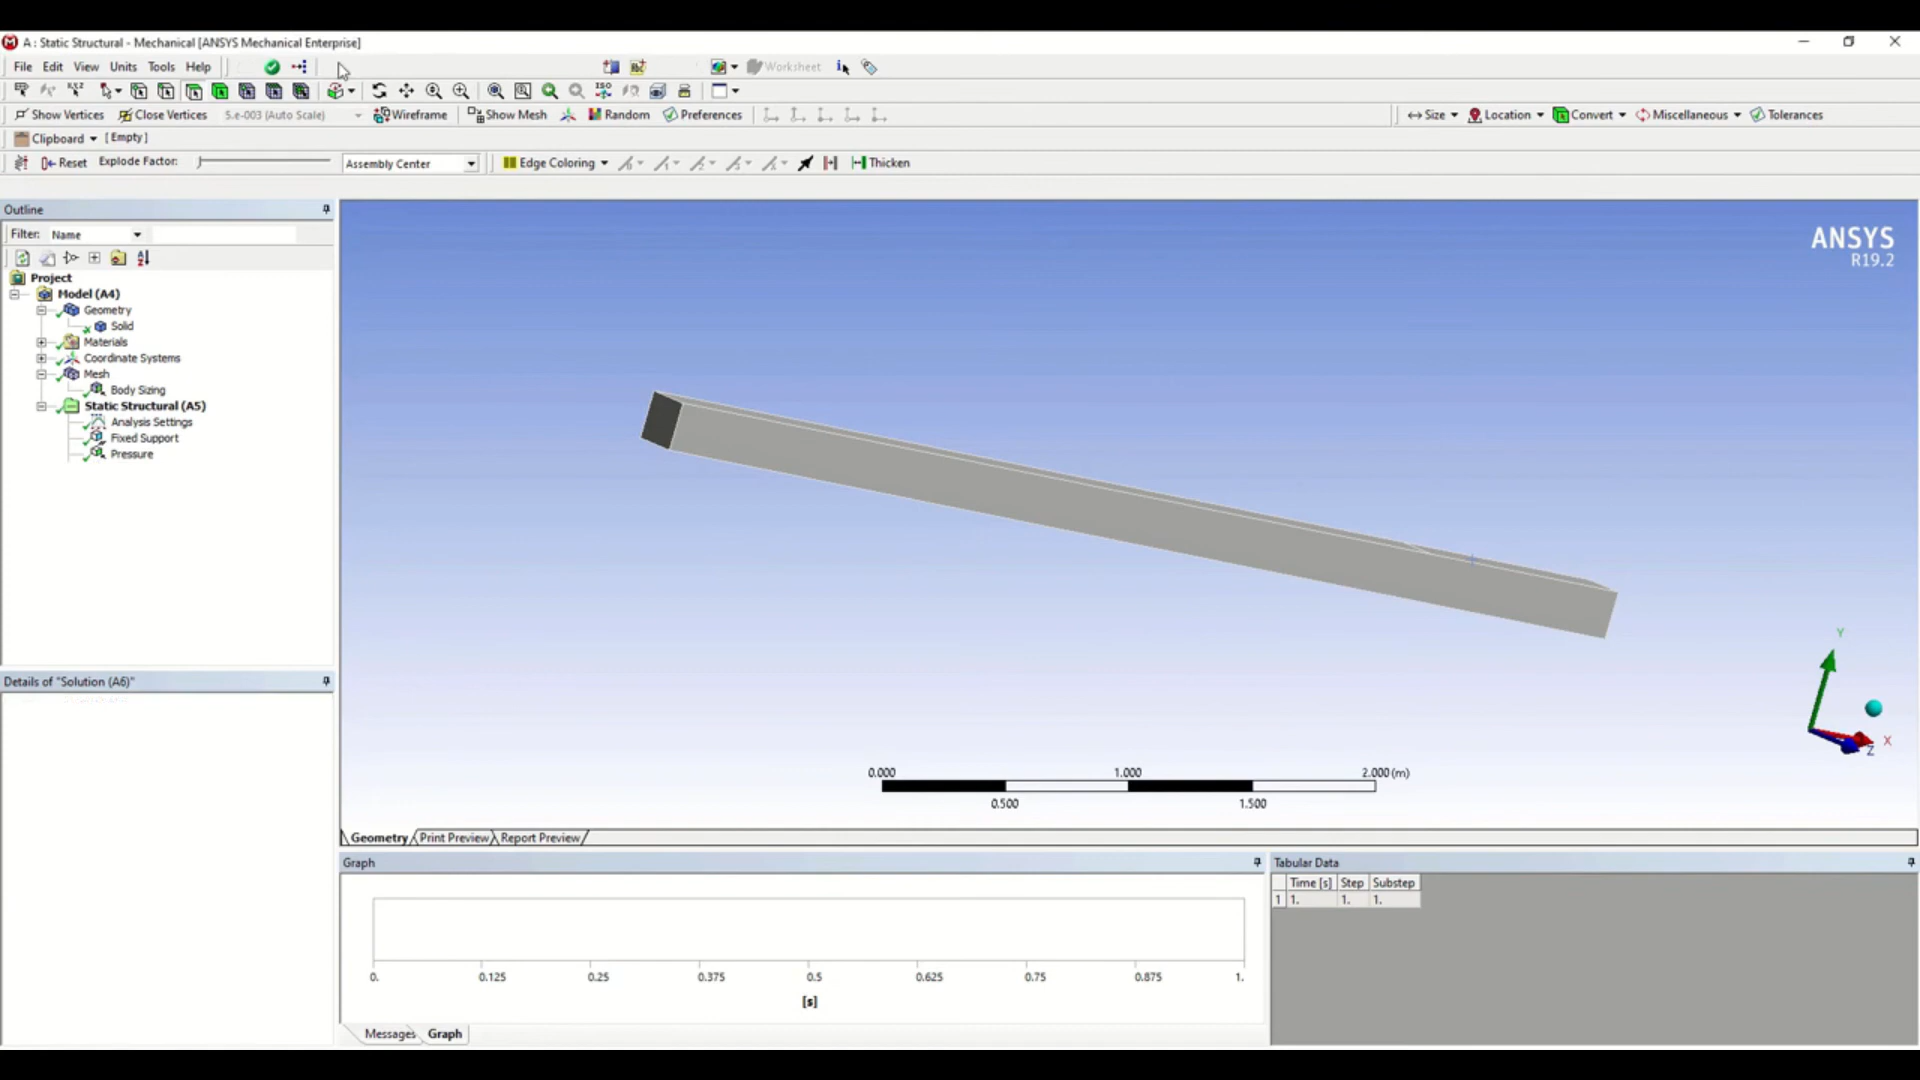 A : Static Structural - Mechanical [ANSYS Mechanical Enterprise]
File Edit View Units Tools Help Worksheet
Show Vertices Close Vertices 5.e-003 (Auto Scale) Wireframe Show Mesh Random Preferences Size Location Convert Miscellaneous Tolerances
Clipboard [ Empty ]
Reset Explode Factor: Assembly Center Edge Coloring Thicken
Outline
Filter: Name
Project
Model (A4)
Geometry
Solid
Materials
Coordinate Systems
Mesh
Body Sizing
Static Structural (A5)
Analysis Settings
Fixed Support
Pressure
Details of "Solution (A6)"
ANSYS
R19.2
Y
X
Z
0.000 1.000 2.000 (m)
0.500 1.500
Geometry Print Preview Report Preview
Graph
0. 0.125 0.25 0.375 0.5 0.625 0.75 0.875 1.
[s]
Messages Graph
Tabular Data
Time [s] Step Substep
1 1. 1. 1.